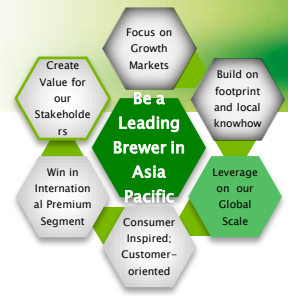 Focus on
Growth
Markets
Create
Value for
our
Stakeholde
rs
Build on
footprint
and local
knowhow
Be a
Leading
Brewer in
Asia
Pacific
Win in
Internation
al Premium
Segment
Leverage
on our
Global
Scale
Consumer
Inspired;
Customer-
oriented